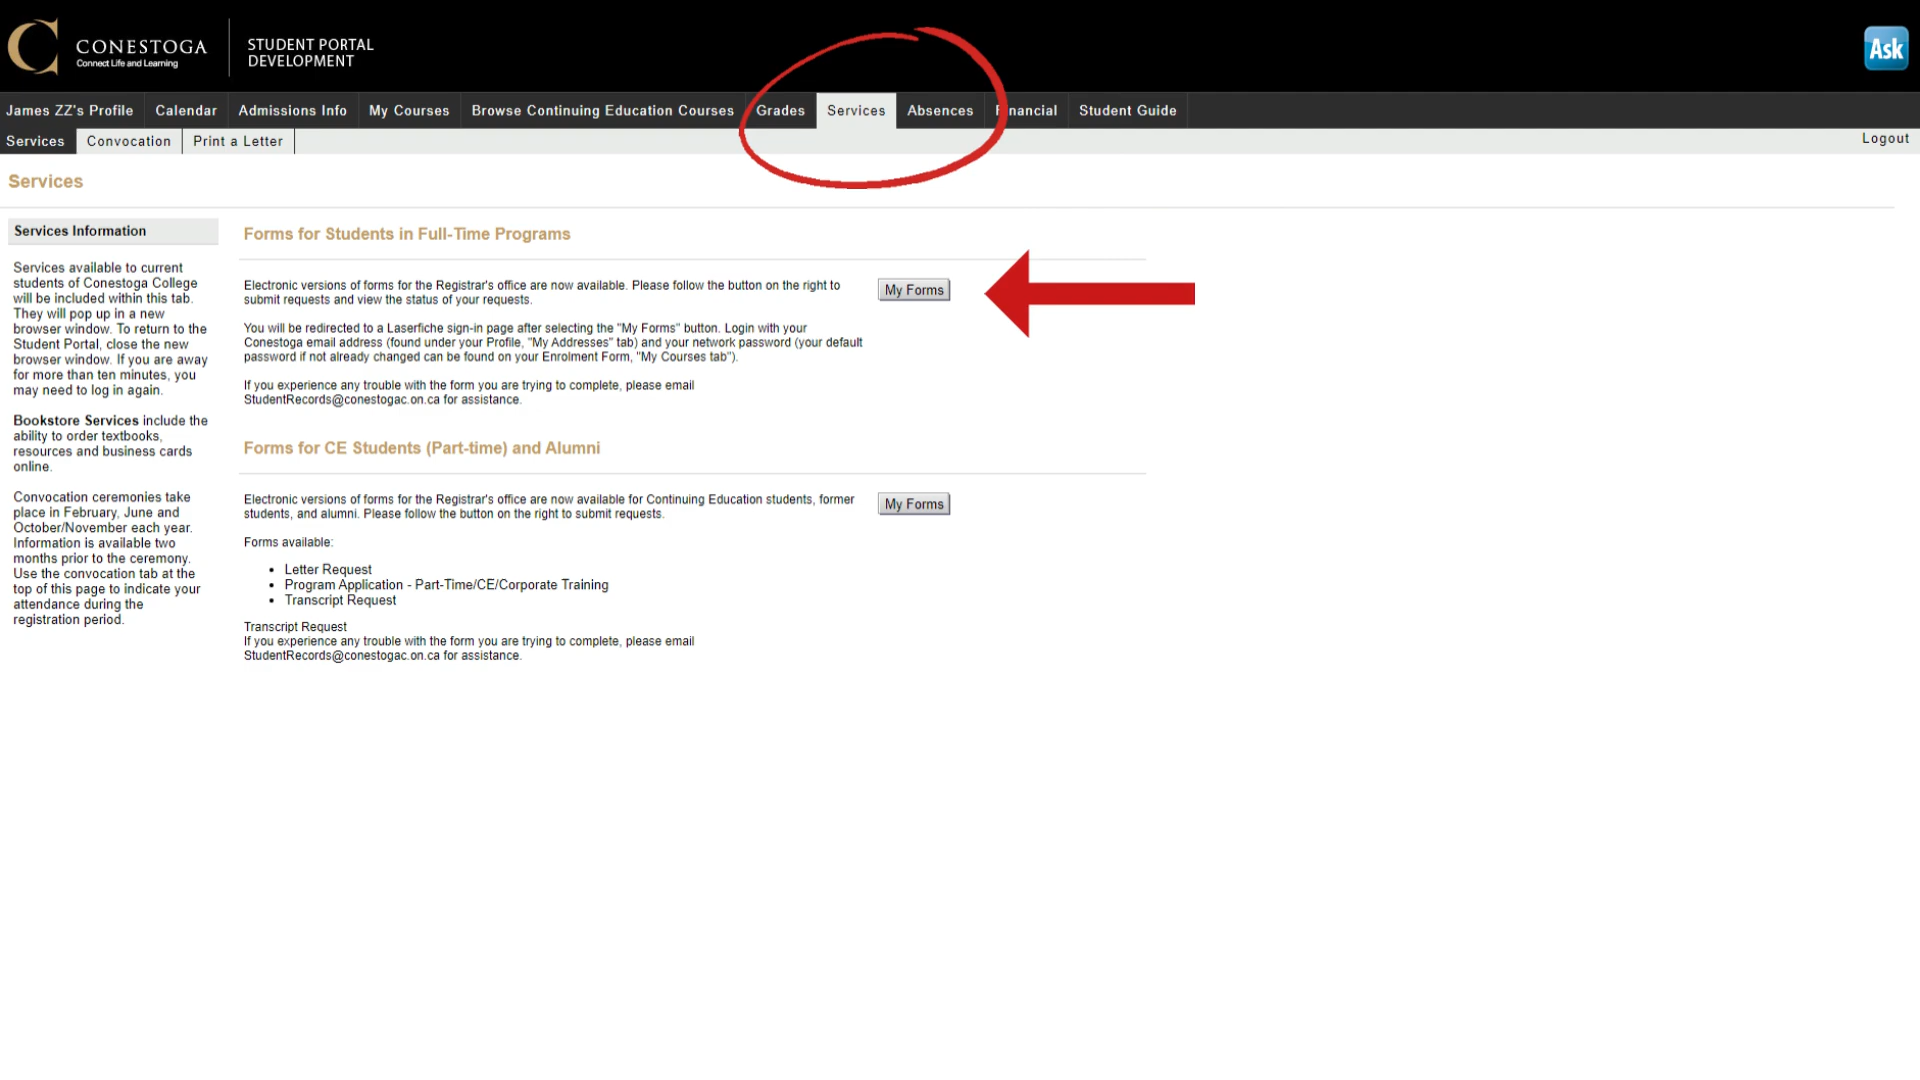 CONESTOGA
Connect Life and Learning
STUDENT PORTAL
DEVELOPMENT
Ask
James ZZ's Profile
Calendar
Admissions Info
My Courses
Browse Continuing Education Courses
Grades
Services
Absences
Financial
Student Guide
Services
Convocation
Print a Letter
Logout
Services
Services Information
Services available to current
students of Conestoga College
will be included within this tab.
They will pop up in a new
browser window. To return to the
Student Portal, close the new
browser window. If you are away
for more than ten minutes, you
may need to log in again.
Bookstore Services include the
ability to order textbooks,
resources and business cards
online.
Convocation ceremonies take
place in February, June and
October/November each year.
Information is available two
months prior to the ceremony.
Use the convocation tab at the
top of this page to indicate your
attendance during the
registration period.
Forms for Students in Full-Time Programs
Electronic versions of forms for the Registrar's office are now available. Please follow the button on the right to
submit requests and view the status of your requests.
My Forms
You will be redirected to a Laserfiche sign-in page after selecting the "My Forms" button. Login with your
Conestoga email address (found under your Profile, "My Addresses" tab) and your network password (your default
password if not already changed can be found on your Enrolment Form, "My Courses tab").
If you experience any trouble with the form you are trying to complete, please email
StudentRecords@conestogac.on.ca for assistance.
Forms for CE Students (Part-time) and Alumni
Electronic versions of forms for the Registrar's office are now available for Continuing Education students, former
students, and alumni. Please follow the button on the right to submit requests.
My Forms
Forms available:
• Letter Request
• Program Application - Part-Time/CE/Corporate Training
• Transcript Request
Transcript Request
If you experience any trouble with the form you are trying to complete, please email
StudentRecords@conestogac.on.ca for assistance.